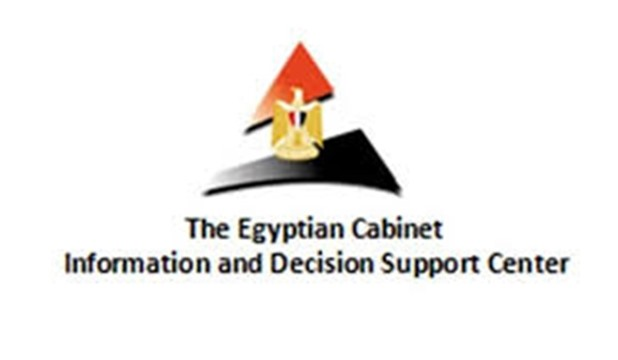 The Egyptian Cabinet
Information and Decision Support Center